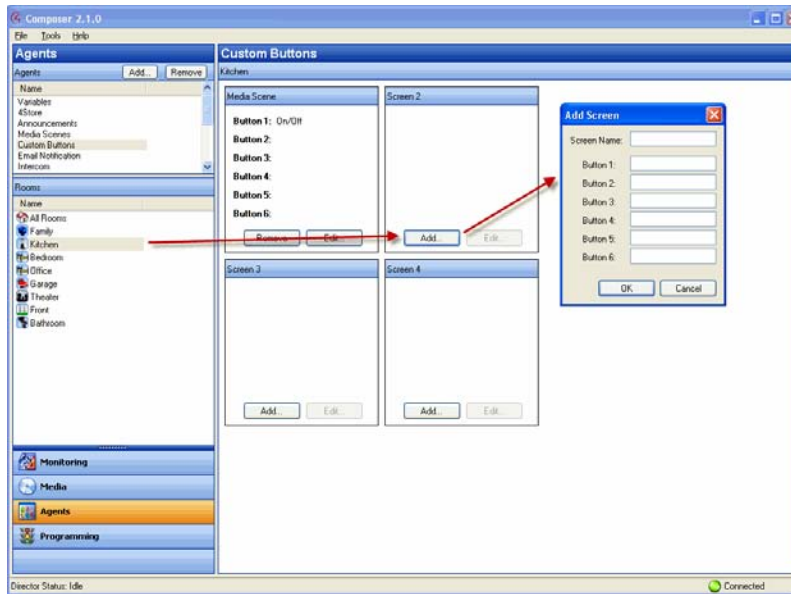 Composer 2.1.0
File Tools Help
Agents
Agents Add... Remove
Name
Variables
4Store
Announcements
Media Scenes
Custom Buttons
Email Notification
Intercom
Rooms
Name
All Rooms
Family
Kitchen
Bedroom
Office
Garage
Theater
Front
Bathroom
Monitoring
Media
Agents
Programming
Custom Buttons
Kitchen
Media Scene
Button 1: On/Off
Button 2:
Button 3:
Button 4:
Button 5:
Button 6:
Remove Edit...
Screen 2
Add... Edit...
Screen 3
Add... Edit...
Screen 4
Add... Edit...
Add Screen
Screen Name:
Button 1:
Button 2:
Button 3:
Button 4:
Button 5:
Button 6:
OK Cancel
Director Status: Idle
Connected